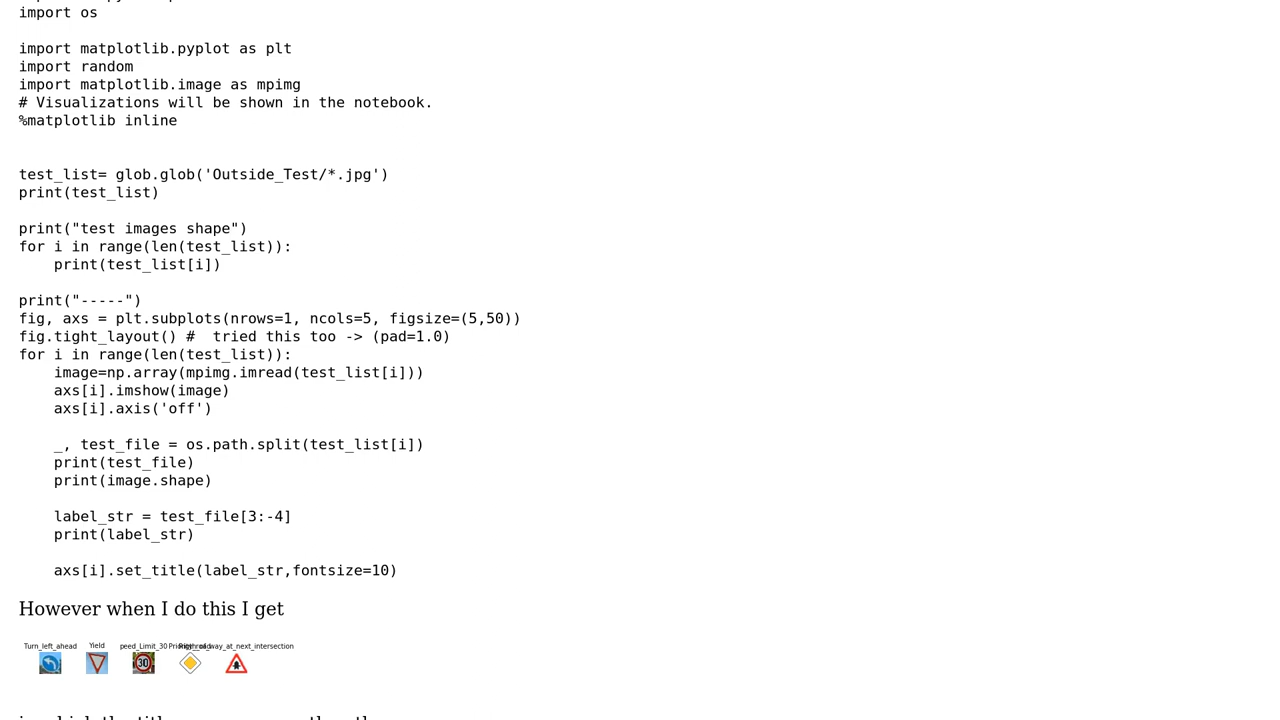 import os
import matplotlib.pyplot as plt
import random
import matplotlib.image as mpimg
# Visualizations will be shown in the notebook.
%matplotlib inline
test_list= glob.glob('Outside_Test/*.jpg')
print(test_list)
print("test images shape")
for i in range(len(test_list)):
    print(test_list[i])
print("-----")
fig, axs = plt.subplots(nrows=1, ncols=5, figsize=(5,50))
fig.tight_layout() #  tried this too -> (pad=1.0)
for i in range(len(test_list)):
    image=np.array(mpimg.imread(test_list[i]))
    axs[i].imshow(image)
    axs[i].axis('off')
    _, test_file = os.path.split(test_list[i])
    print(test_file)
    print(image.shape)
    label_str = test_file[3:-4]
    print(label_str)
    axs[i].set_title(label_str,fontsize=10)
However when I do this I get
Turn_left_ahead Yield peed_Limit_30
30